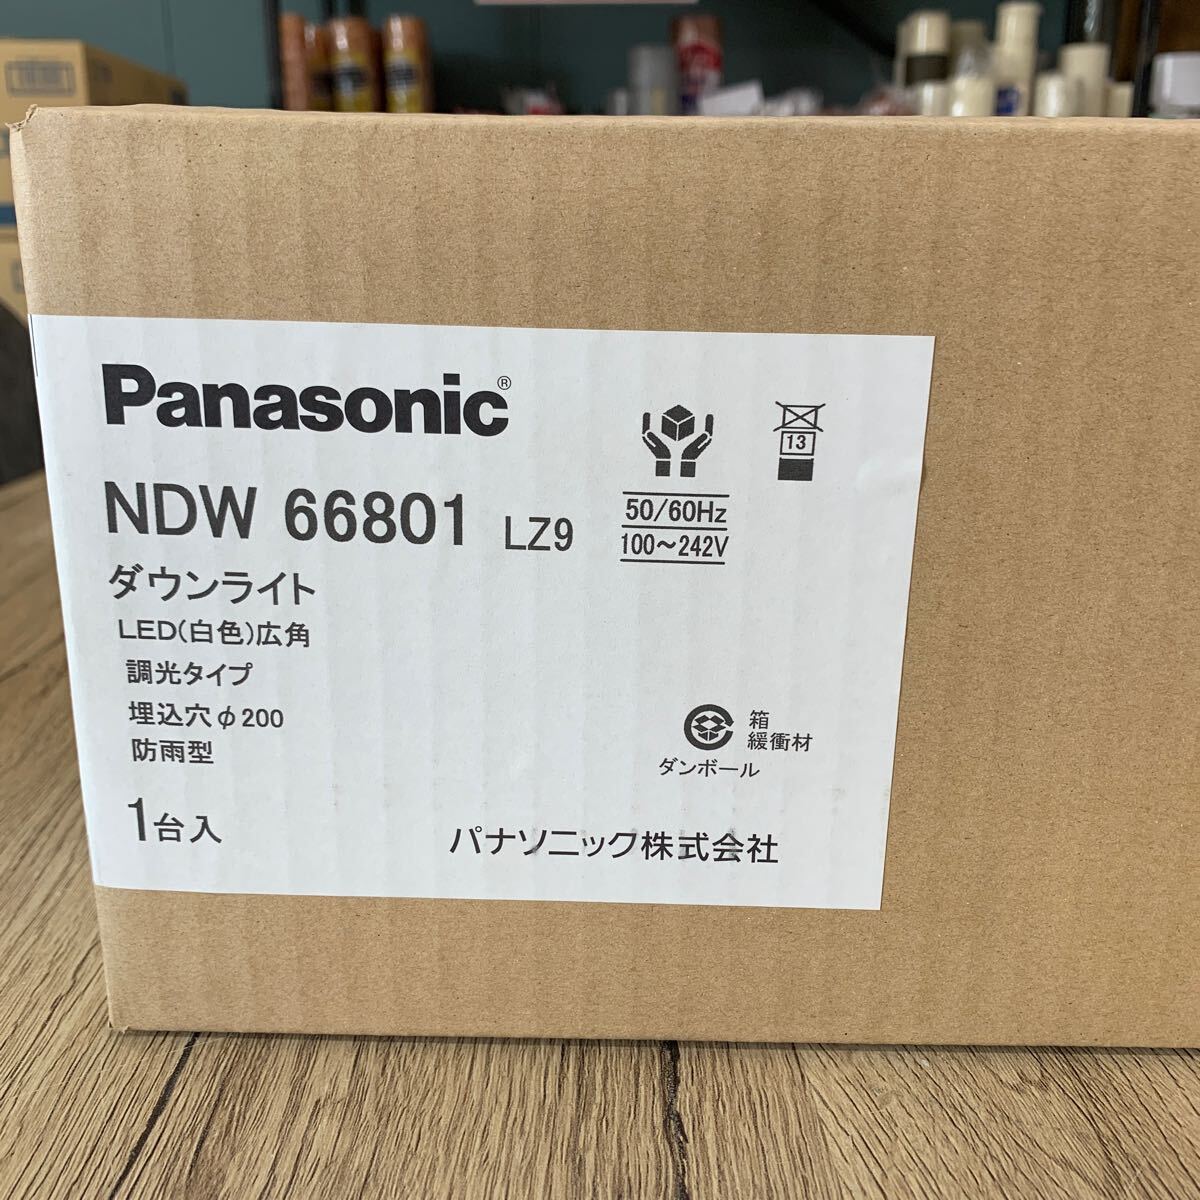 Panasonic®
NDW 66801 LZ9
ダウンライト
LED(白色)広角
調光タイプ
埋込穴φ200
防雨型
1台入
13
50/60Hz
100～242V
箱
緩衝材
ダンボール
パナソニック株式会社